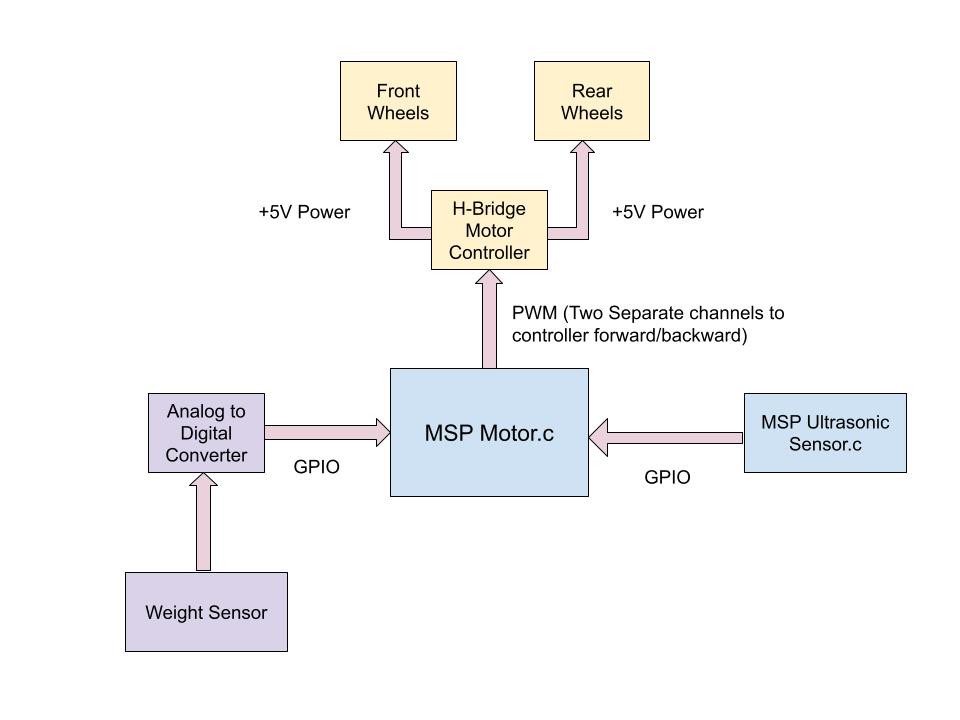 Front
Wheels
Rear
Wheels
+5V Power
H-Bridge
Motor
Controller
+5V Power
PWM (Two Separate channels to
controller forward/backward)
Analog to
Digital
Converter
GPIO
MSP Motor.c
GPIO
MSP Ultrasonic
Sensor.c
Weight Sensor